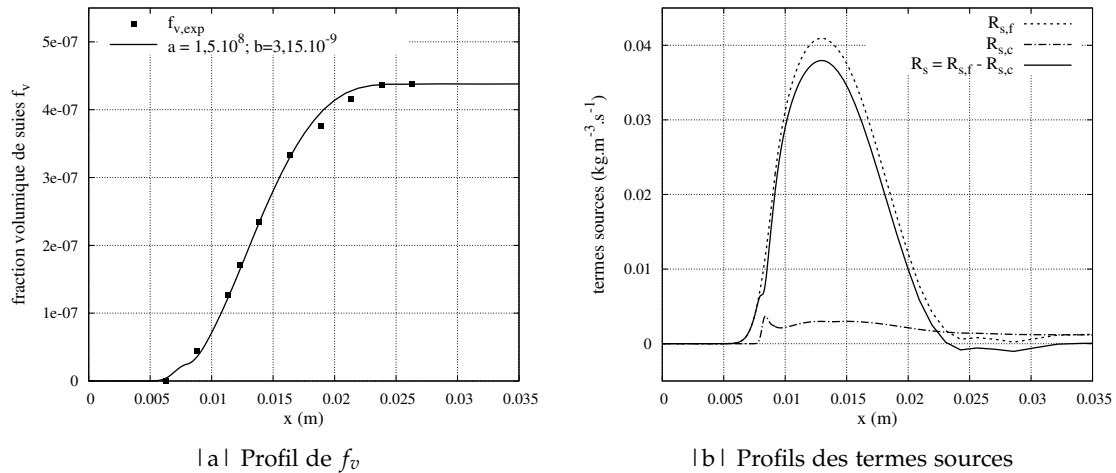 f_v,exp
a = 1,5.10^8; b=3,15.10^-9
fraction volumique de suies f_v
5e-07
4e-07
3e-07
2e-07
1e-07
0
0 0.005 0.01 0.015 0.02 0.025 0.03 0.035
x (m)
|a| Profil de f_v
R_s,f
R_s,c
R_s = R_s,f - R_s,c
termes sources (kg.m^-3.s^-1)
0.04
0.03
0.02
0.01
0
0 0.005 0.01 0.015 0.02 0.025 0.03 0.035
x (m)
|b| Profils des termes sources